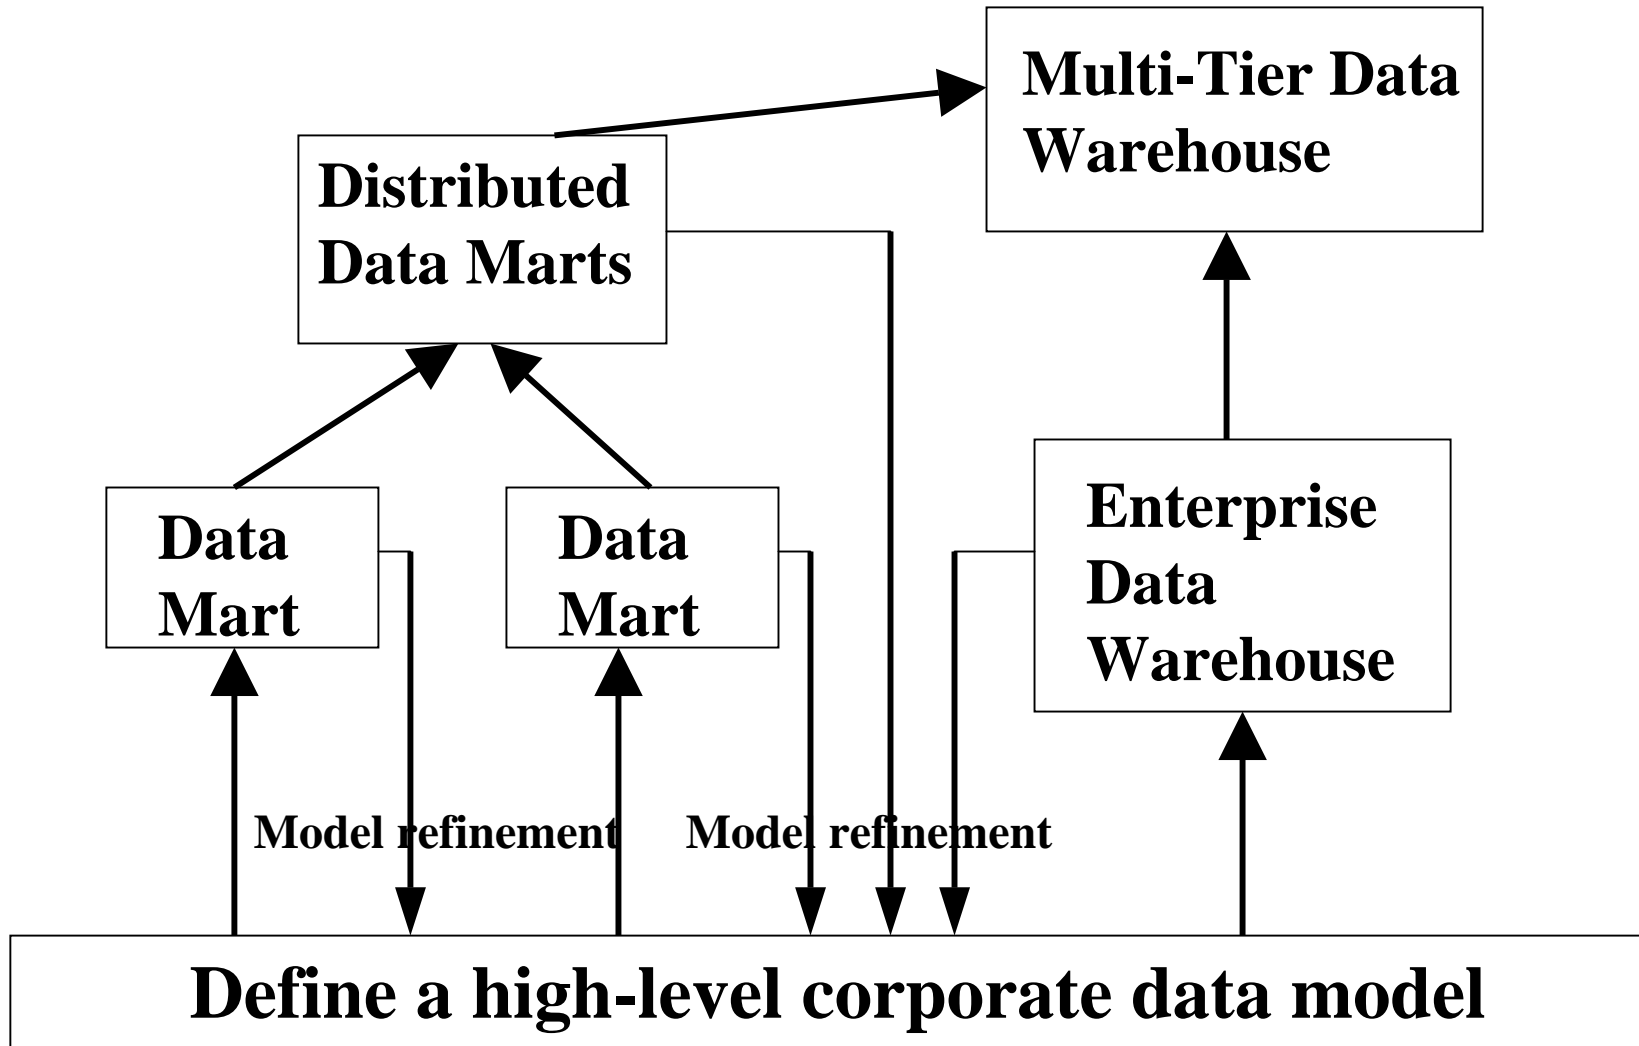 Multi-Tier Data
Warehouse
Distributed
Data Marts
Data
Mart
Data
Mart
Enterprise
Data
Warehouse
Model refinement
Model refinement
Define a high-level corporate data model